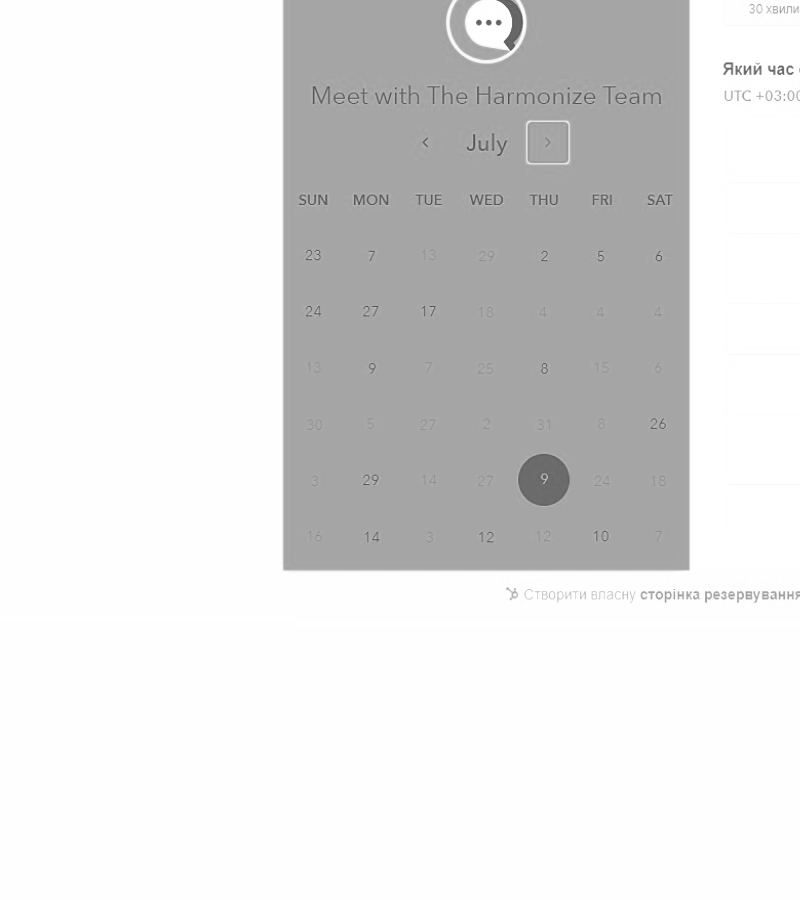 30 хвили
Meet with The Harmonize Team
July
SUN MON TUE WED THU FRI SAT
23 7 13 29 2 5 6
24 27 17 18 4 4 4
13 9 7 25 8 15 6
30 5 27 2 31 8 26
3 29 14 27 9 24 18
16 14 3 12 12 10 7
Який час
UTC +03:00
Створити власну сторінка резервування